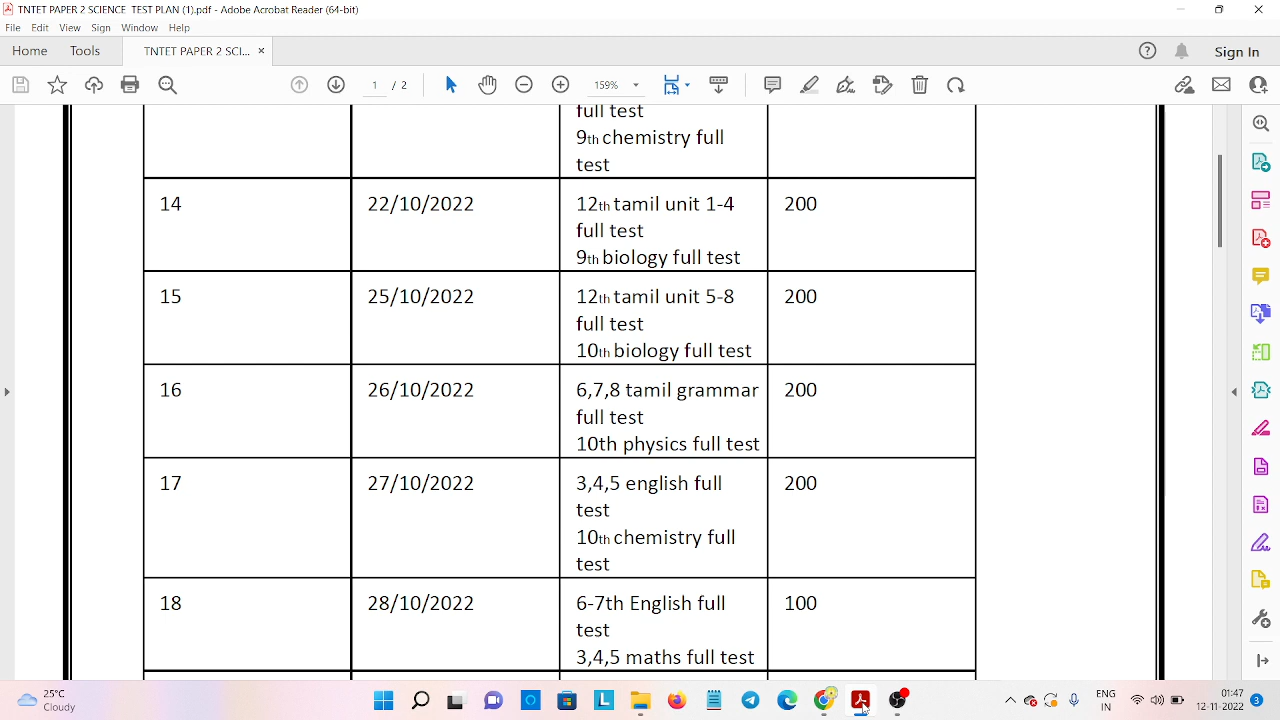 TNTET PAPER 2 SCIENCE  TEST PLAN (1).pdf - Adobe Acrobat Reader (64-bit)
File Edit View Sign Window Help
Home Tools TNTET PAPER 2 SCI... × Sign In
1 / 2 159%
full test
9th chemistry full
test
14 22/10/2022 12th tamil unit 1-4 200
full test
9th biology full test
15 25/10/2022 12th tamil unit 5-8 200
full test
10th biology full test
16 26/10/2022 6,7,8 tamil grammar 200
full test
10th physics full test
17 27/10/2022 3,4,5 english full 200
test
10th chemistry full
test
18 28/10/2022 6-7th English full 100
test
3,4,5 maths full test
25°C
Cloudy
ENG
IN
01:47
12-11-2022
3